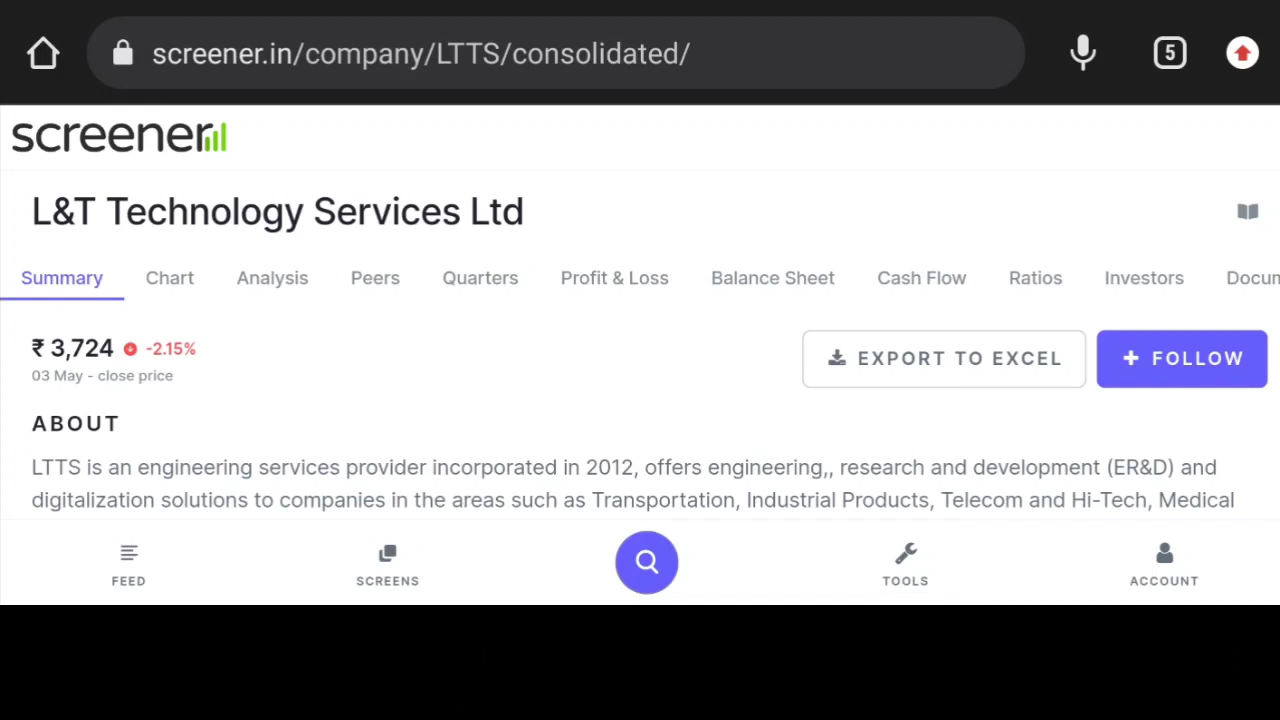 screener.in/company/LTTS/consolidated/
5
screener
L&T Technology Services Ltd
Summary Chart Analysis Peers Quarters Profit & Loss Balance Sheet Cash Flow Ratios Investors Docum
₹ 3,724 -2.15%
03 May - close price
EXPORT TO EXCEL
+ FOLLOW
ABOUT
LTTS is an engineering services provider incorporated in 2012, offers engineering,, research and development (ER&D) and
digitalization solutions to companies in the areas such as Transportation, Industrial Products, Telecom and Hi-Tech, Medical
FEED SCREENS TOOLS ACCOUNT